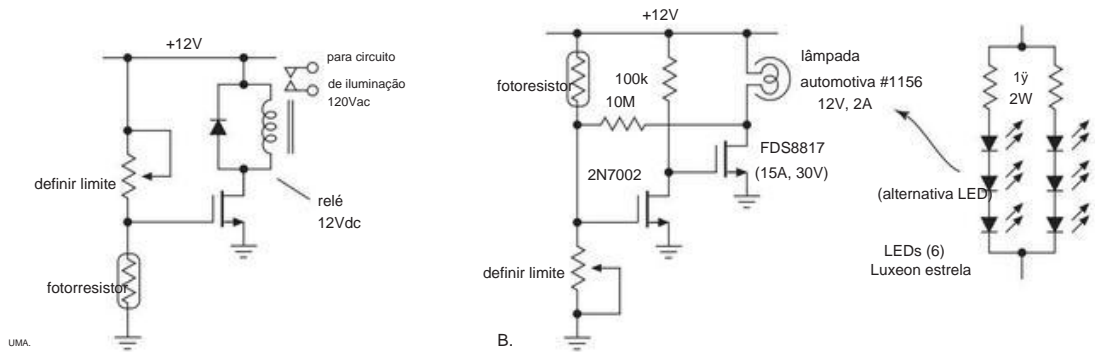 +12V
para circuito
de iluminação
120Vac
definir limite
relé
12Vdc
fotorresistor
UMA.
+12V
fotoresistor
100k
10M
lâmpada
automotiva #1156
12V, 2A
2N7002
FDS8817
(15A, 30V)
definir limite
B.
1ÿ
2W
(alternativa LED)
LEDs (6)
Luxeon estrela